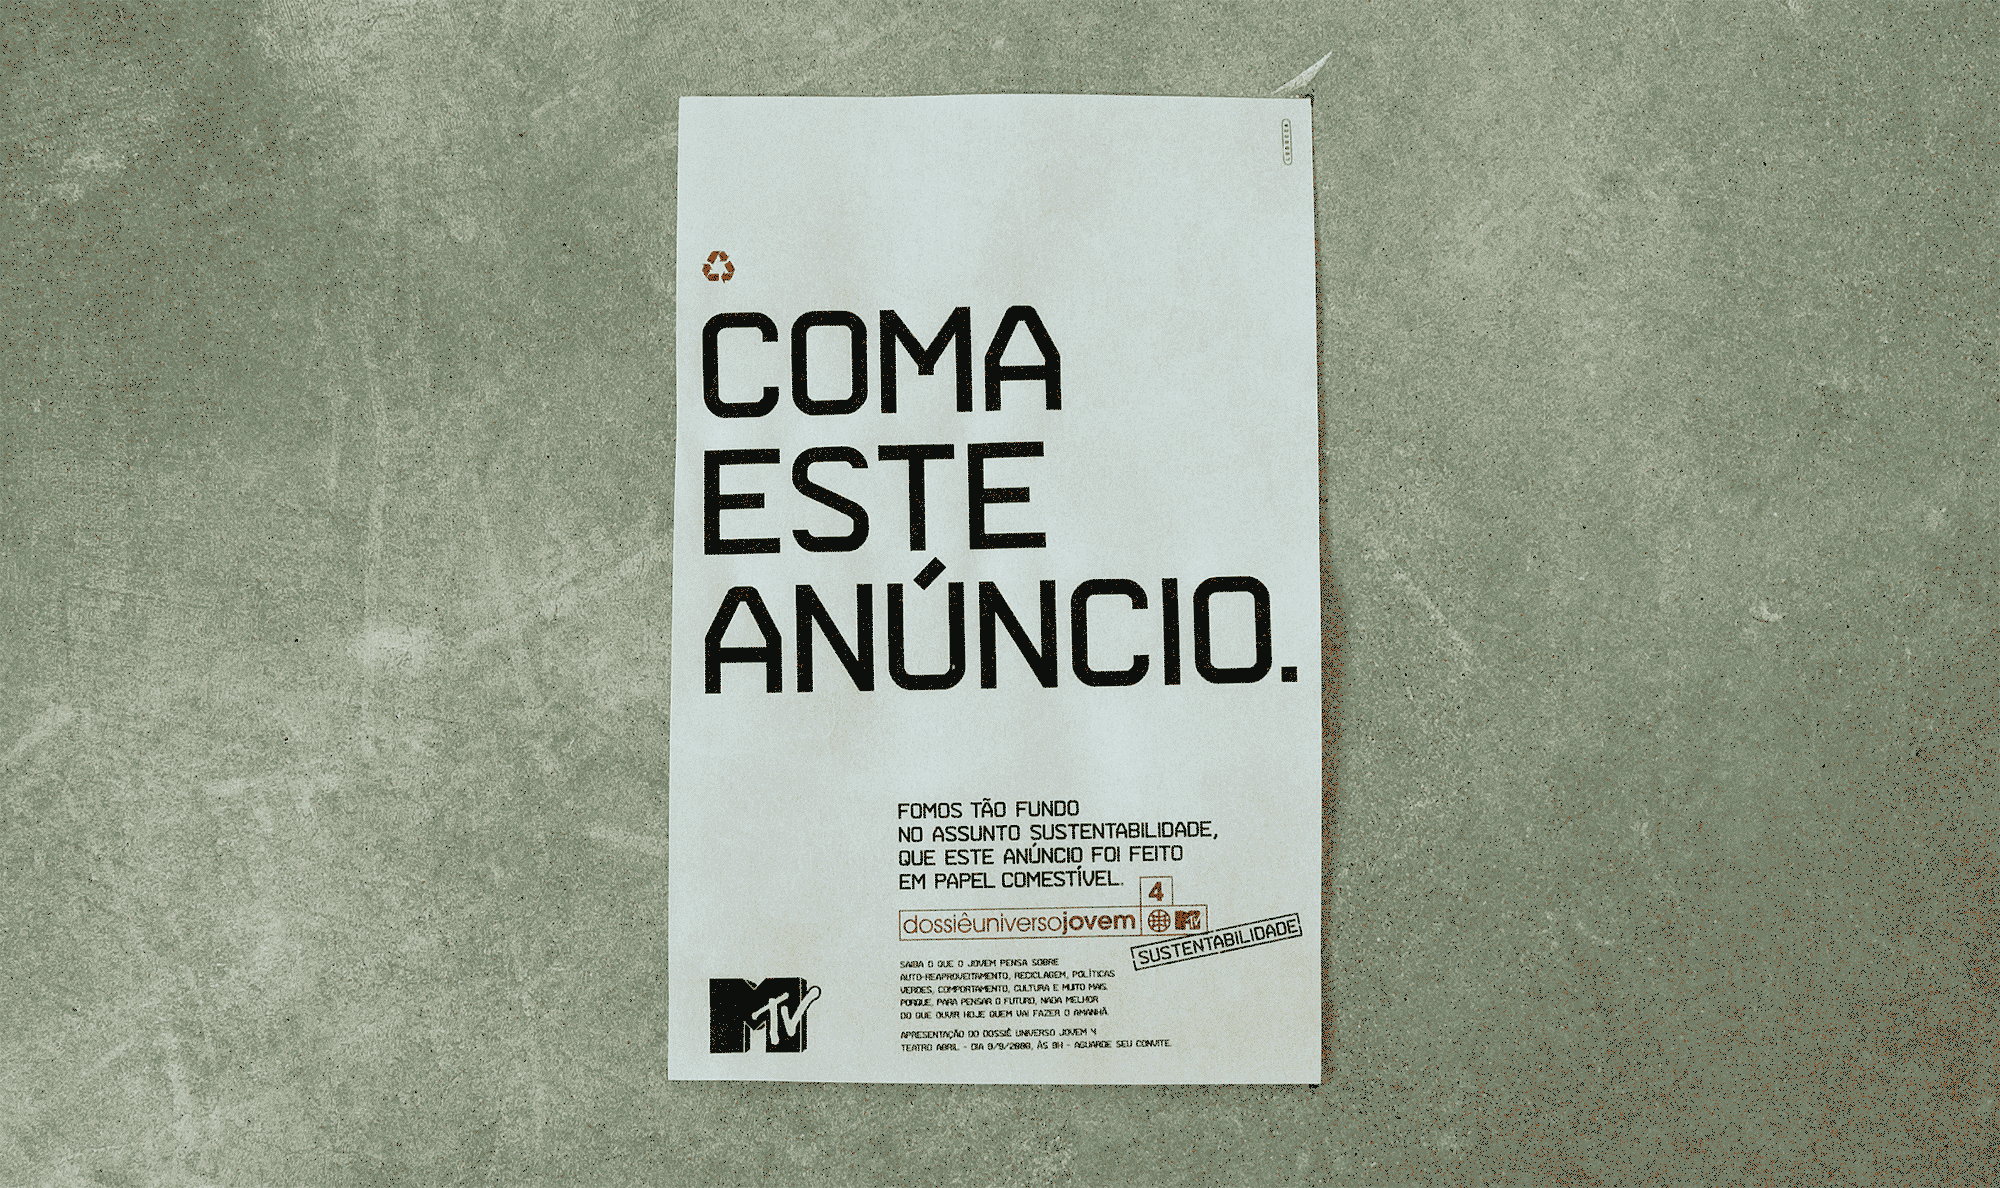 COMA
ESTE
ANÚNCIO.
FOMOS TÃO FUNDO
NO ASSUNTO SUSTENTABILIDADE,
QUE ESTE ANÚNCIO FOI FEITO
EM PAPEL COMESTÍVEL.
4
dossiêuniversojovem MTV
SUSTENTABILIDADE
SAIBA O QUE O JOVEM PENSA SOBRE
AUTO-REAPROVEITAMENTO, RECICLAGEM, POLÍTICAS
VERDES, COMPORTAMENTO, CULTURA E MUITO MAIS.
PORQUE, PARA PENSAR O FUTURO, NADA MELHOR
DO QUE OUVIR HOJE QUEM VAI FAZER O AMANHÃ.
APRESENTAÇÃO DO DOSSIÊ UNIVERSO JOVEM 4
TEATRO ABRIL - DIA 9/9/2008, ÀS 9H - AGUARDE SEU CONVITE.
MTV